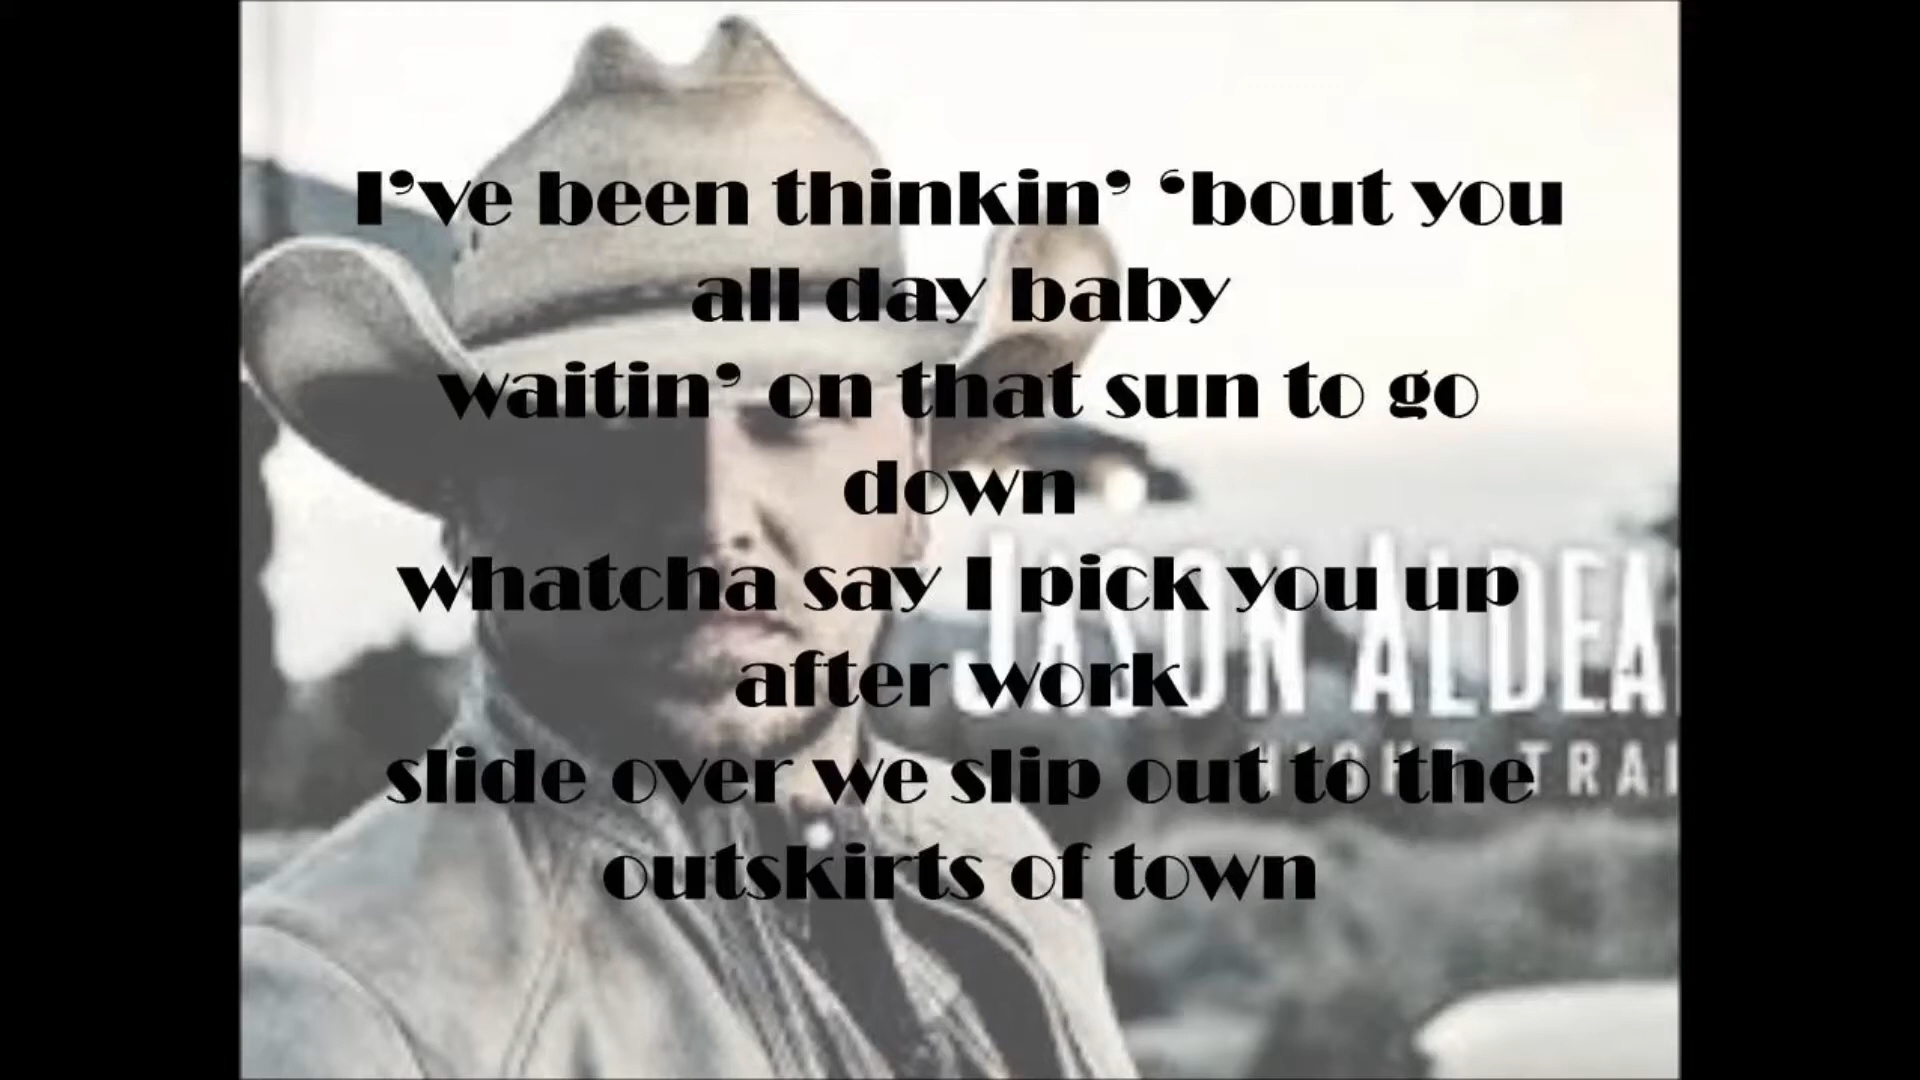 I've been thinkin' ‘bout you
all day baby
waitin' on that sun to go
down
whatcha say I pick you up
after work
slide over we slip out to the
outskirts of town
JASON ALDEA
NIGHT TRAI